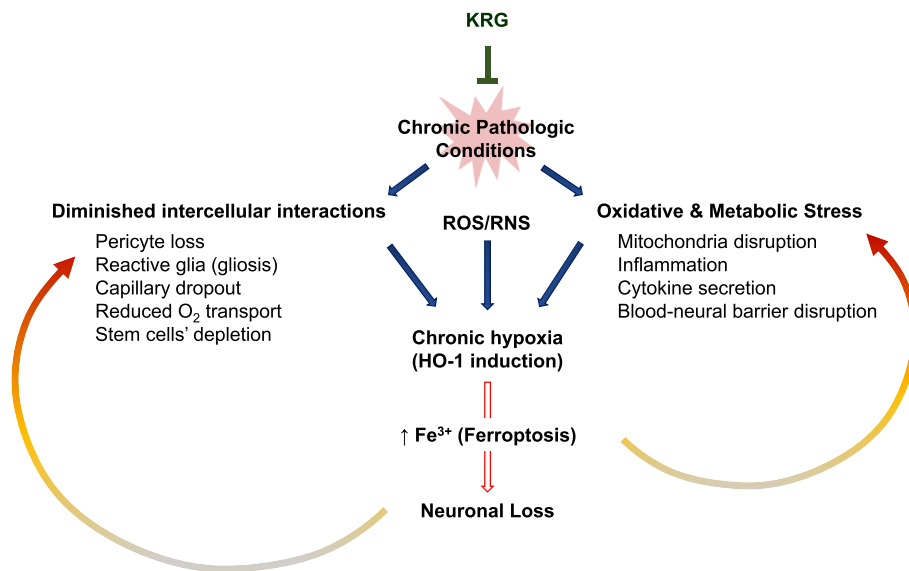 KRG
Chronic Pathologic
Conditions
Diminished intercellular interactions
Pericyte loss
Reactive glia (gliosis)
Capillary dropout
Reduced O₂ transport
Stem cells’ depletion
ROS/RNS
Oxidative & Metabolic Stress
Mitochondria disruption
Inflammation
Cytokine secretion
Blood-neural barrier disruption
Chronic hypoxia
(HO-1 induction)
↑ Fe³⁺ (Ferroptosis)
Neuronal Loss